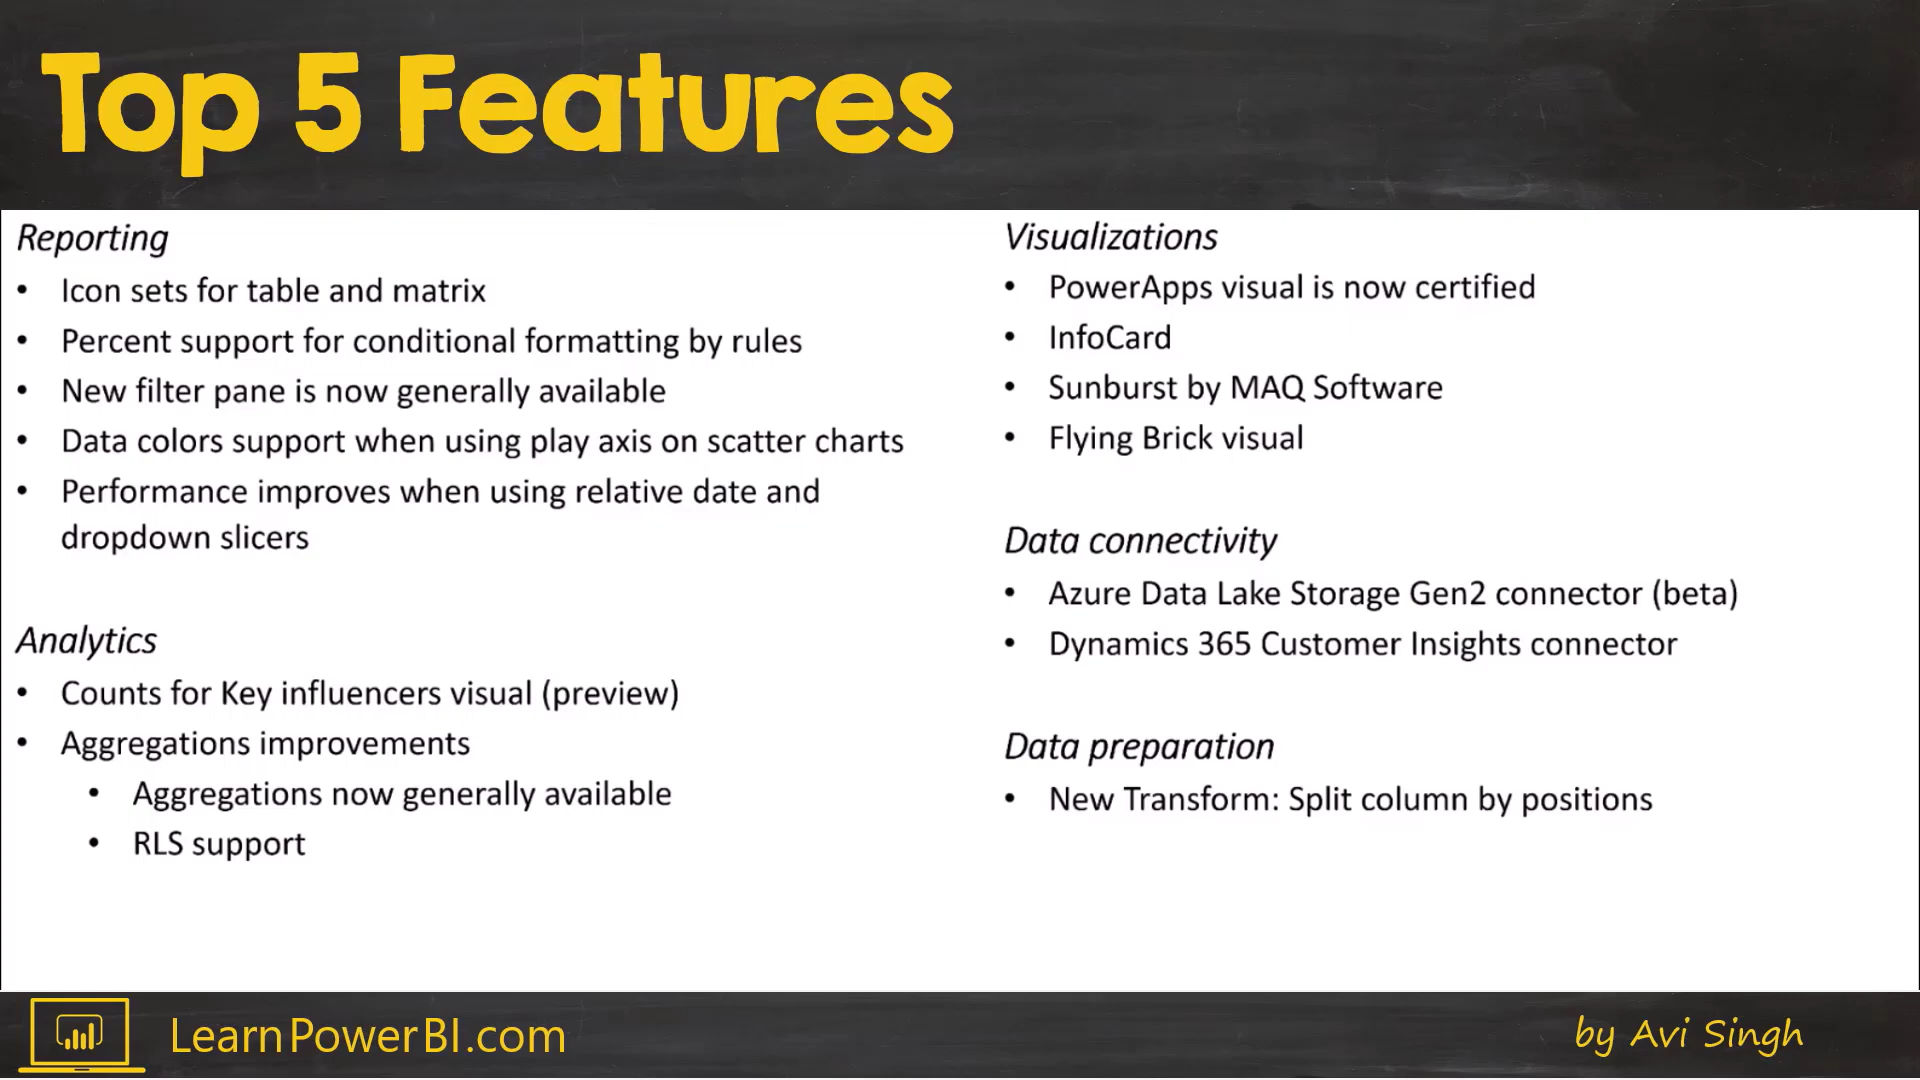 Top 5 Features
Reporting
• Icon sets for table and matrix
• Percent support for conditional formatting by rules
• New filter pane is now generally available
• Data colors support when using play axis on scatter charts
• Performance improves when using relative date and
dropdown slicers
Analytics
• Counts for Key influencers visual (preview)
• Aggregations improvements
• Aggregations now generally available
• RLS support
Visualizations
• PowerApps visual is now certified
• InfoCard
• Sunburst by MAQ Software
• Flying Brick visual
Data connectivity
• Azure Data Lake Storage Gen2 connector (beta)
• Dynamics 365 Customer Insights connector
Data preparation
• New Transform: Split column by positions
LearnPowerBI.com
by Avi Singh